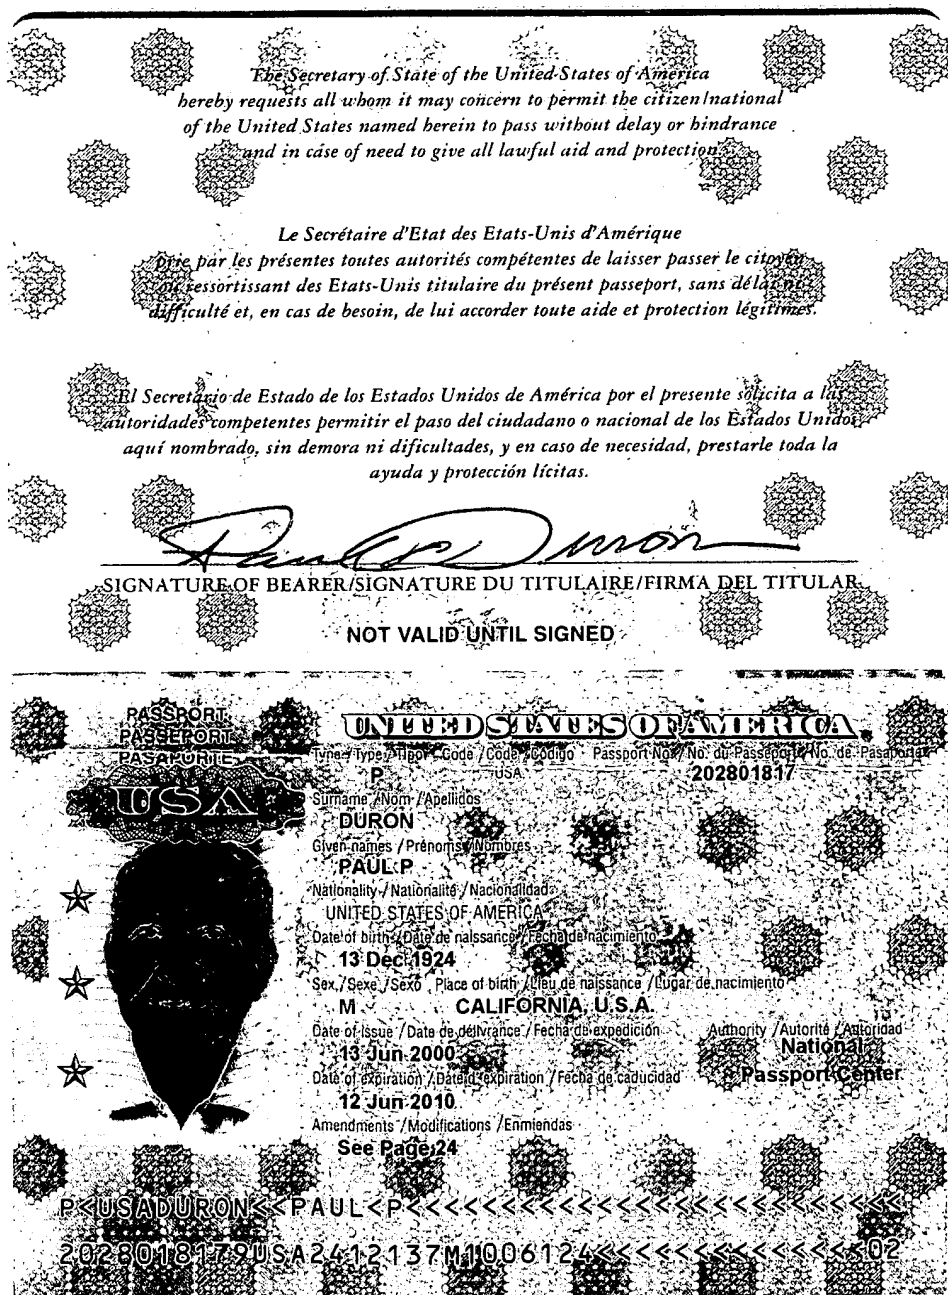 The Secretary of State of the United States of America
hereby requests all whom it may concern to permit the citizen/national
of the United States named herein to pass without delay or hindrance
and in case of need to give all lawful aid and protection.
Le Secrétaire d'Etat des Etats-Unis d'Amérique
prie par les présentes toutes autorités compétentes de laisser passer le citoyen
ou ressortissant des Etats-Unis titulaire du présent passeport, sans délai ni
difficulté et, en cas de besoin, de lui accorder toute aide et protection légitimes.
El Secretario de Estado de los Estados Unidos de América por el presente solicita a las
autoridades competentes permitir el paso del ciudadano o nacional de los Estados Unidos
aquí nombrado, sin demora ni dificultades, y en caso de necesidad, prestarle toda la
ayuda y protección lícitas.
Paul P Duron
SIGNATURE OF BEARER/SIGNATURE DU TITULAIRE/FIRMA DEL TITULAR
NOT VALID UNTIL SIGNED
PASSPORT
PASSEPORT
PASAPORTE
USA
UNITED STATES OF AMERICA
Type / Type / Tipo Code / Code / Código Passport No. / No. du Passeport / No. de Pasaporte
P USA 202801817
Surname / Nom / Apellidos
DURON
Given names / Prénoms / Nombres
PAUL P
Nationality / Nationalité / Nacionalidad
UNITED STATES OF AMERICA
Date of birth / Date de naissance / Fecha de nacimiento
13 Dec 1924
Sex / Sexe / Sexo Place of birth / Lieu de naissance / Lugar de nacimiento
M CALIFORNIA, U.S.A.
Date of issue / Date de délivrance / Fecha de expedición Authority / Autorité / Autoridad
13 Jun 2000 National
Date of expiration / Date d'expiration / Fecha de caducidad Passport Center
12 Jun 2010
Amendments / Modifications / Enmiendas
See Page 24
P<USADURON<<PAUL<P<<<<<<<<<<<<<<<<<<<<<<<<<<
2028018179USA2412137M1006124<<<<<<<<<<<<<<02